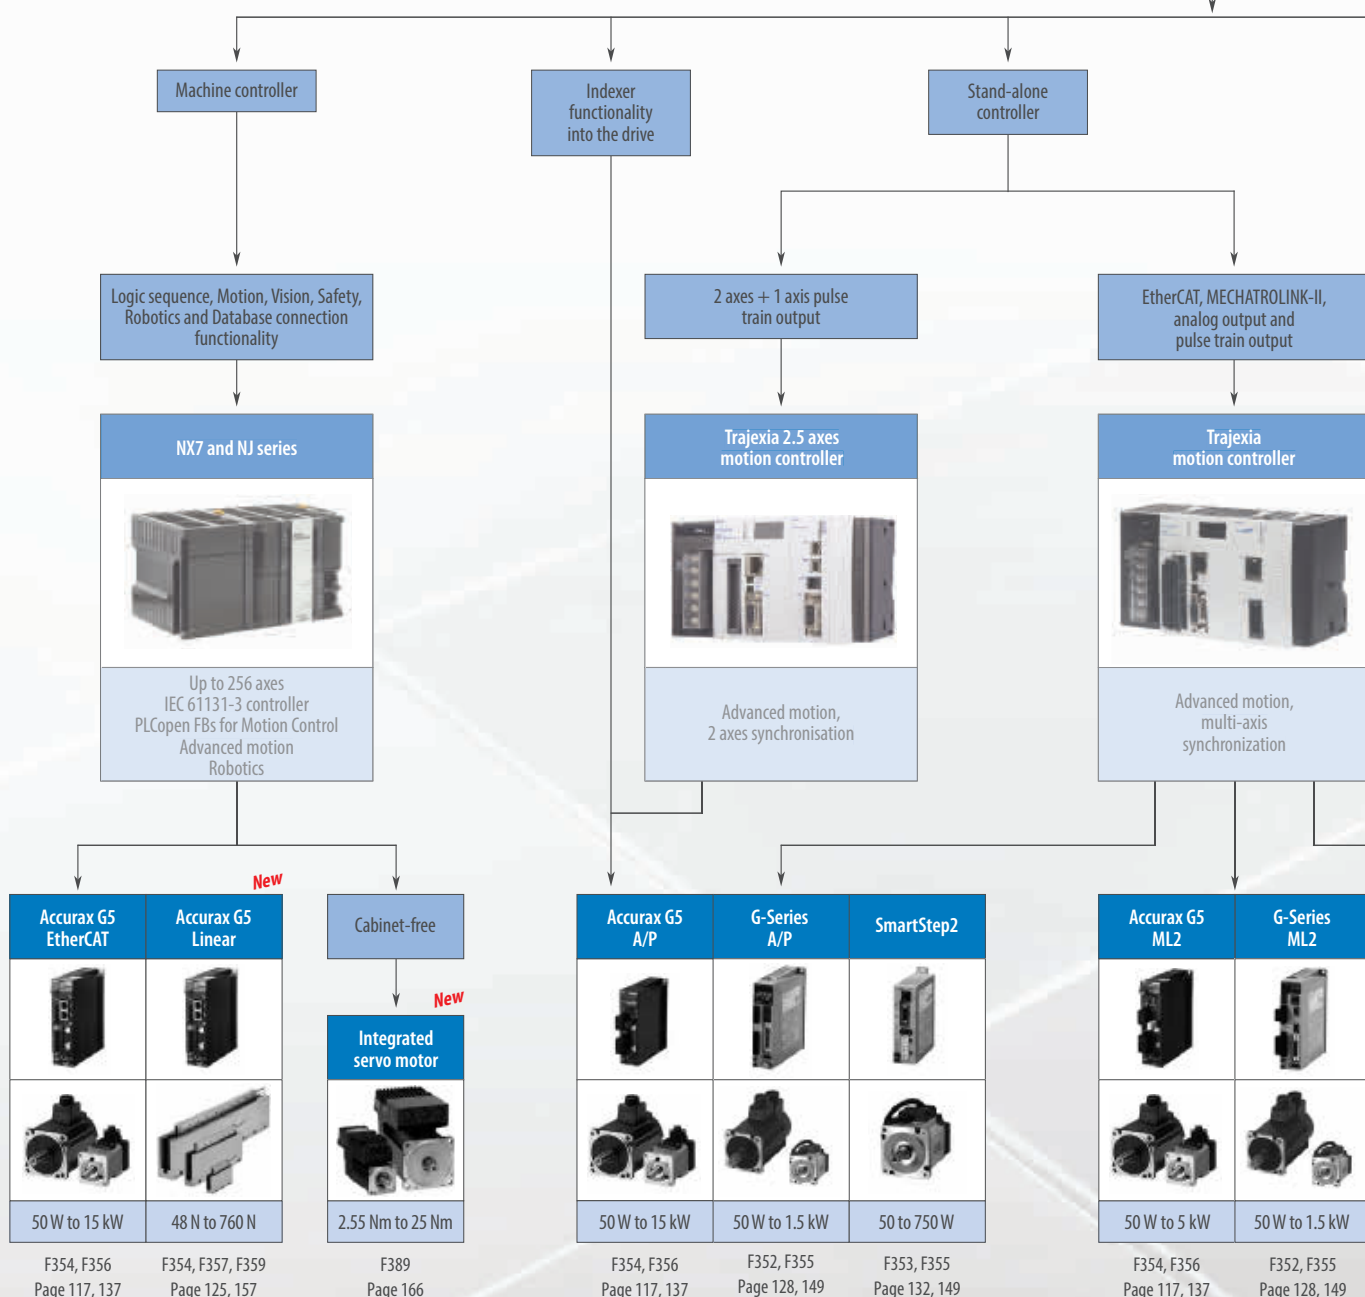 Machine controller
Indexer
functionality
into the drive
Stand-alone
controller
Logic sequence, Motion, Vision, Safety,
Robotics and Database connection
functionality
2 axes + 1 axis pulse
train output
EtherCAT, MECHATROLINK-II,
analog output and
pulse train output
NX7 and NJ series
Trajexia 2.5 axes
motion controller
Trajexia
motion controller
Up to 256 axes
IEC 61131-3 controller
PLCopen FBs for Motion Control
Advanced motion
Robotics
Advanced motion,
2 axes synchronisation
Advanced motion,
multi-axis
synchronization
New
Accurax G5
EtherCAT
Accurax G5
Linear
Cabinet-free
New
Integrated
servo motor
Accurax G5
A/P
G-Series
A/P
SmartStep2
Accurax G5
ML2
G-Series
ML2
50 W to 15 kW
48 N to 760 N
2.55 Nm to 25 Nm
50 W to 15 kW
50 W to 1.5 kW
50 to 750 W
50 W to 5 kW
50 W to 1.5 kW
F354, F356
Page 117, 137
F354, F357, F359
Page 125, 157
F389
Page 166
F354, F356
Page 117, 137
F352, F355
Page 128, 149
F353, F355
Page 132, 149
F354, F356
Page 117, 137
F352, F355
Page 128, 149